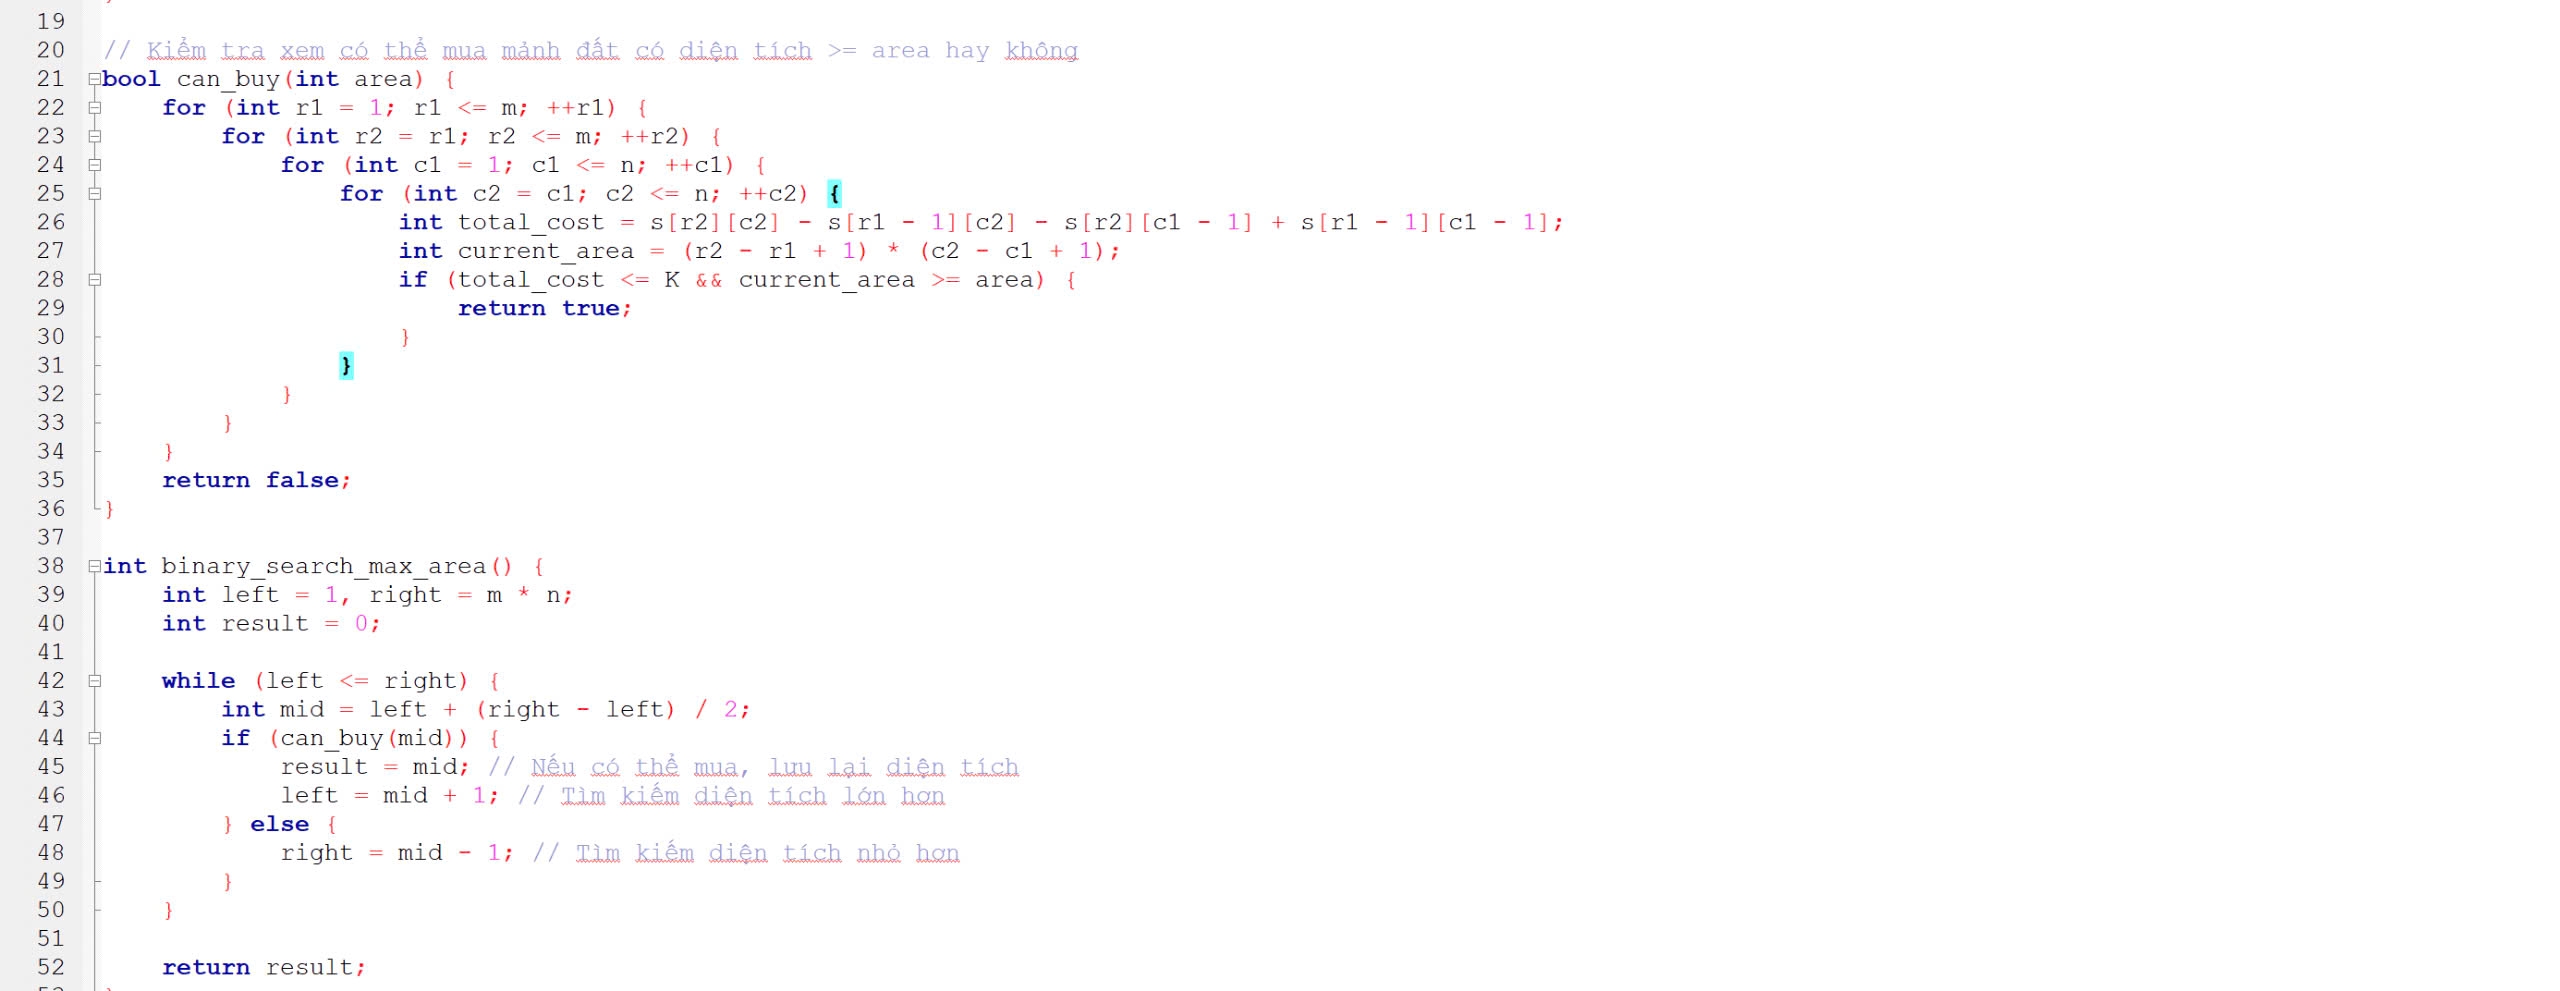 19
20 // Kiểm tra xem có thể mua mảnh đất có diện tích >= area hay không
21 bool can_buy(int area) {
22     for (int r1 = 1; r1 <= m; ++r1) {
23         for (int r2 = r1; r2 <= m; ++r2) {
24             for (int c1 = 1; c1 <= n; ++c1) {
25                 for (int c2 = c1; c2 <= n; ++c2) {
26                     int total_cost = s[r2][c2] - s[r1 - 1][c2] - s[r2][c1 - 1] + s[r1 - 1][c1 - 1];
27                     int current_area = (r2 - r1 + 1) * (c2 - c1 + 1);
28                     if (total_cost <= K && current_area >= area) {
29                         return true;
30                     }
31                 }
32             }
33         }
34     }
35     return false;
36 }
37
38 int binary_search_max_area() {
39     int left = 1, right = m * n;
40     int result = 0;
41
42     while (left <= right) {
43         int mid = left + (right - left) / 2;
44         if (can_buy(mid)) {
45             result = mid; // Nếu có thể mua, lưu lại diện tích
46             left = mid + 1; // Tìm kiếm diện tích lớn hơn
47         } else {
48             right = mid - 1; // Tìm kiếm diện tích nhỏ hơn
49         }
50     }
51
52     return result;